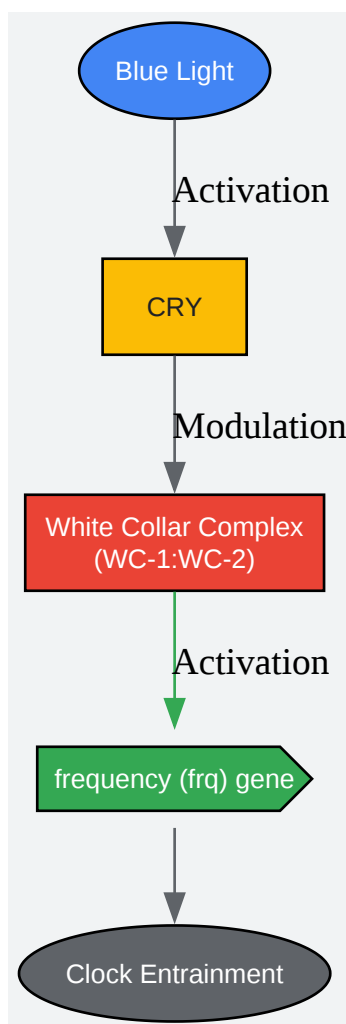 Blue Light
Activation
CRY
Modulation
White Collar Complex
(WC-1:WC-2)
Activation
frequency (frq) gene
Clock Entrainment